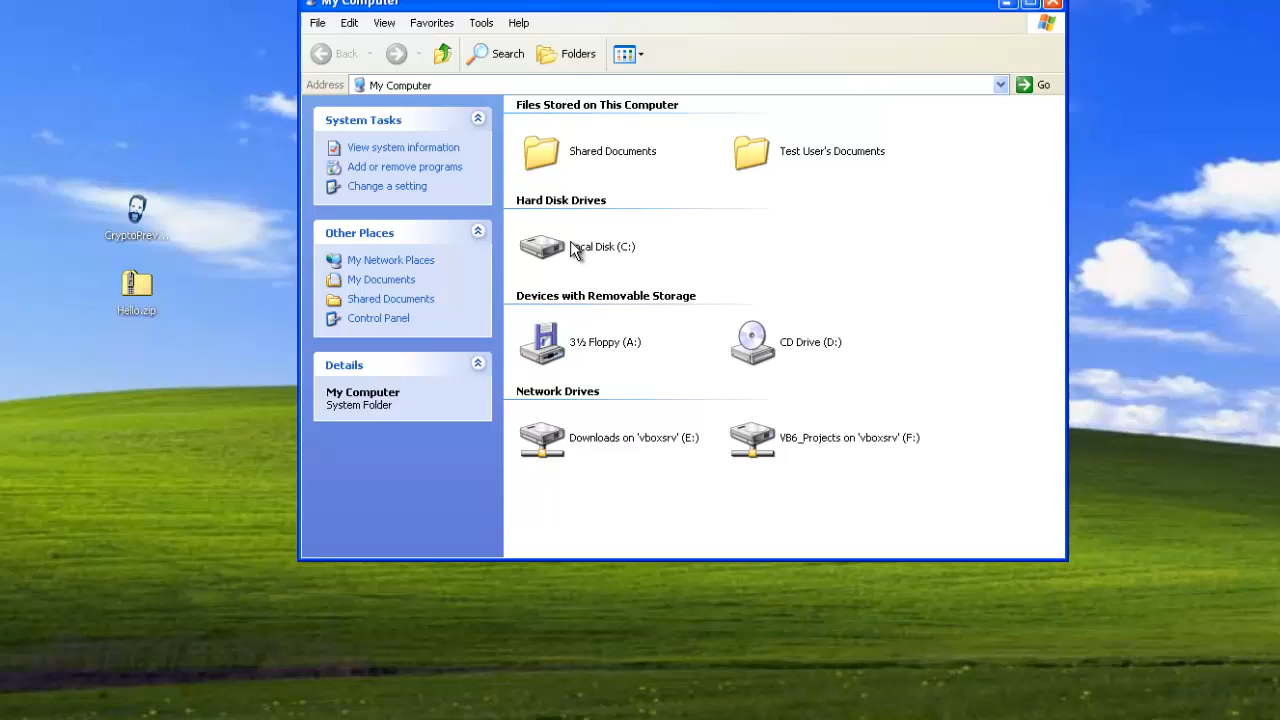 My Computer
File Edit View Favorites Tools Help
Back Search Folders
Address My Computer Go
System Tasks
View system information
Add or remove programs
Change a setting
Other Places
My Network Places
My Documents
Shared Documents
Control Panel
Details
My Computer
System Folder
Files Stored on This Computer
Shared Documents Test User's Documents
Hard Disk Drives
Local Disk (C:)
Devices with Removable Storage
3½ Floppy (A:) CD Drive (D:)
Network Drives
Downloads on 'vboxsrv' (E:) VB6_Projects on 'vboxsrv' (F:)
CryptoPrev...
Hello.zip